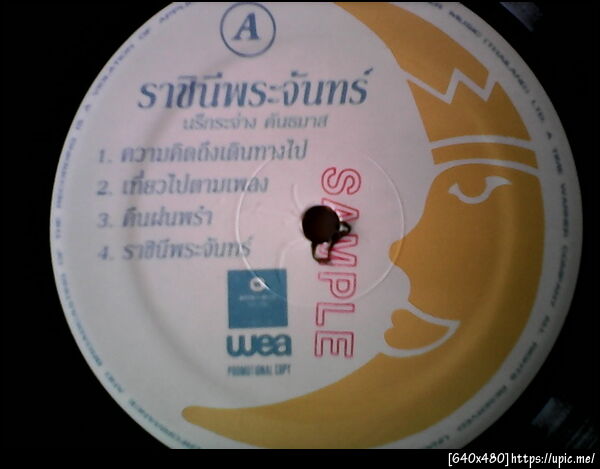 A
ราชินีพระจันทร์
นรีกระจ่าง คันธมาส
1. ความคิดถึงเดินทางไป
2. เที่ยวไปตามเพลง
3. คืนฝนพรำ
4. ราชินีพระจันทร์
SAMPLE
wea
PROMOTIONAL COPY
[640x480]https://upic.me/